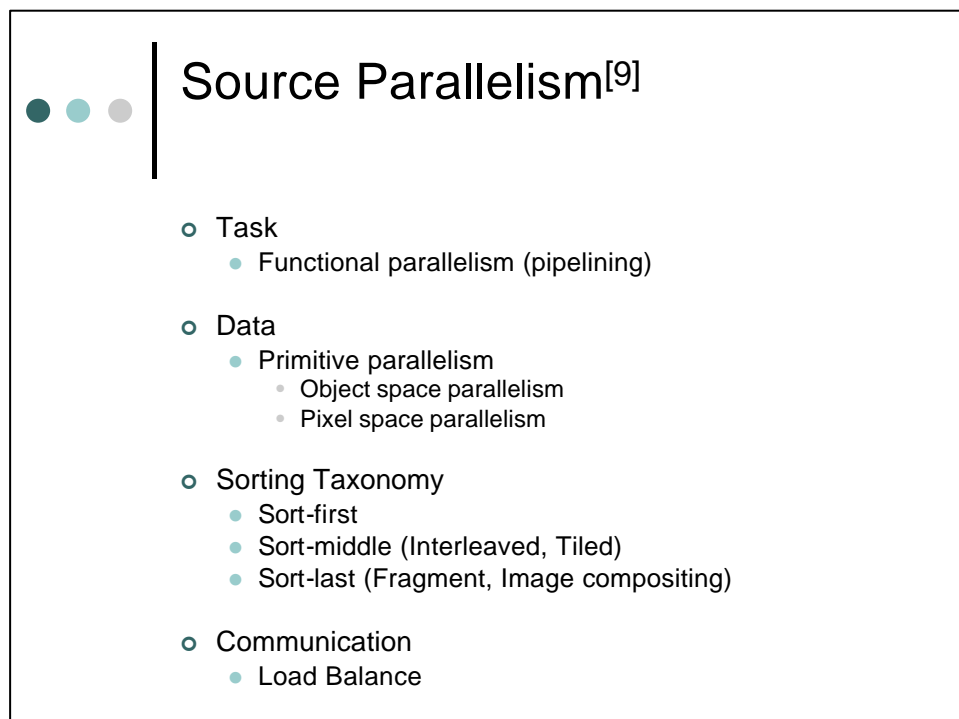 Source Parallelism[9]
Task
Functional parallelism (pipelining)
Data
Primitive parallelism
Object space parallelism
Pixel space parallelism
Sorting Taxonomy
Sort-first
Sort-middle (Interleaved, Tiled)
Sort-last (Fragment, Image compositing)
Communication
Load Balance